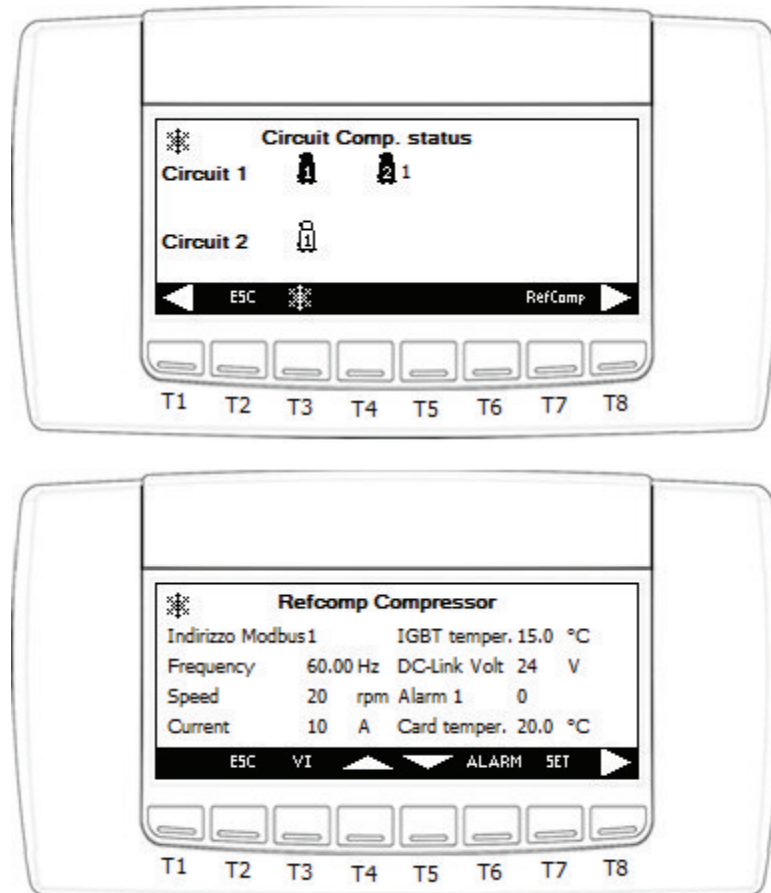 Circuit Comp. status
Circuit 1 1 2 1
Circuit 2 1
ESC RefComp
T1 T2 T3 T4 T5 T6 T7 T8
Refcomp Compressor
Indirizzo Modbus 1 IGBT temper. 15.0 °C
Frequency 60.00 Hz DC-Link Volt 24 V
Speed 20 rpm Alarm 1 0
Current 10 A Card temper. 20.0 °C
ESC VI ALARM SET
T1 T2 T3 T4 T5 T6 T7 T8